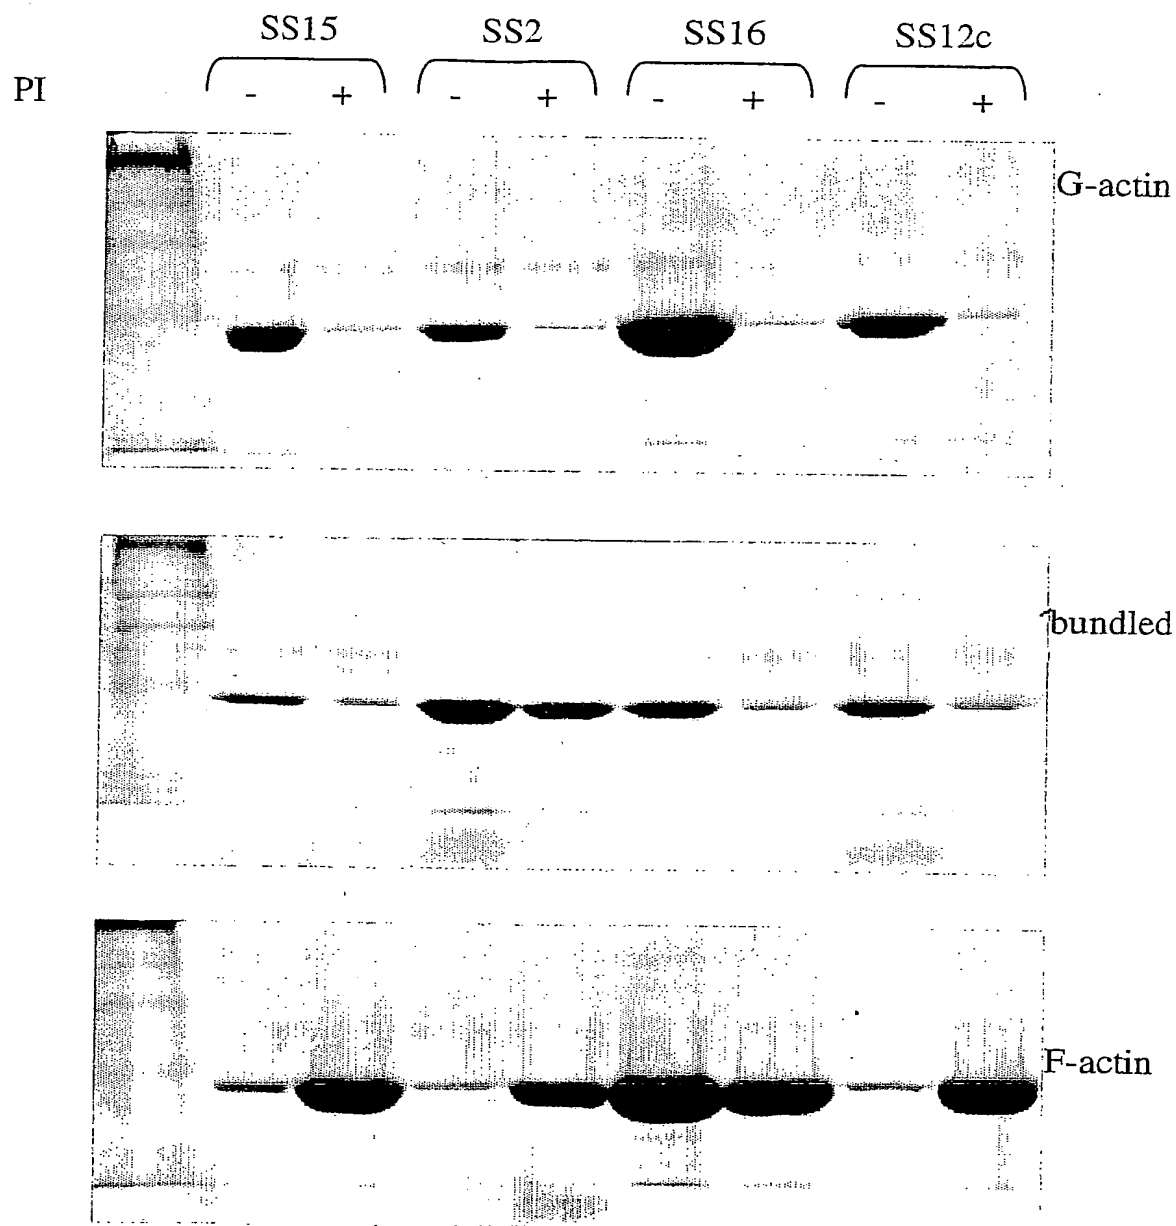 SS15 SS2 SS16 SS12c
PI - + - + - + - +
G-actin
bundled
F-actin